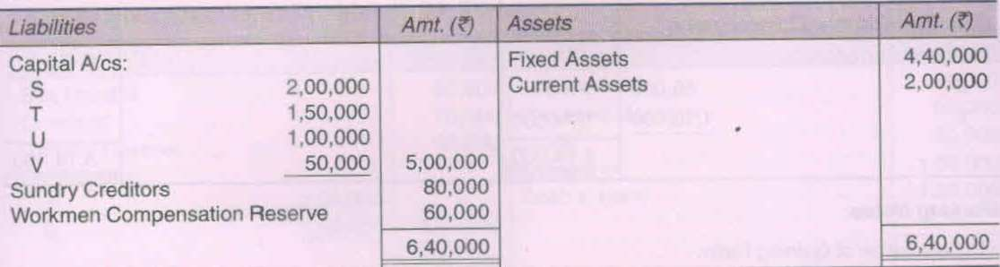 Liabilities Amt. (₹) Assets Amt. (₹)
Capital A/cs: Fixed Assets 4,40,000
S 2,00,000 Current Assets 2,00,000
T 1,50,000
U 1,00,000
V 50,000 5,00,000
Sundry Creditors 80,000
Workmen Compensation Reserve 60,000
6,40,000 6,40,000